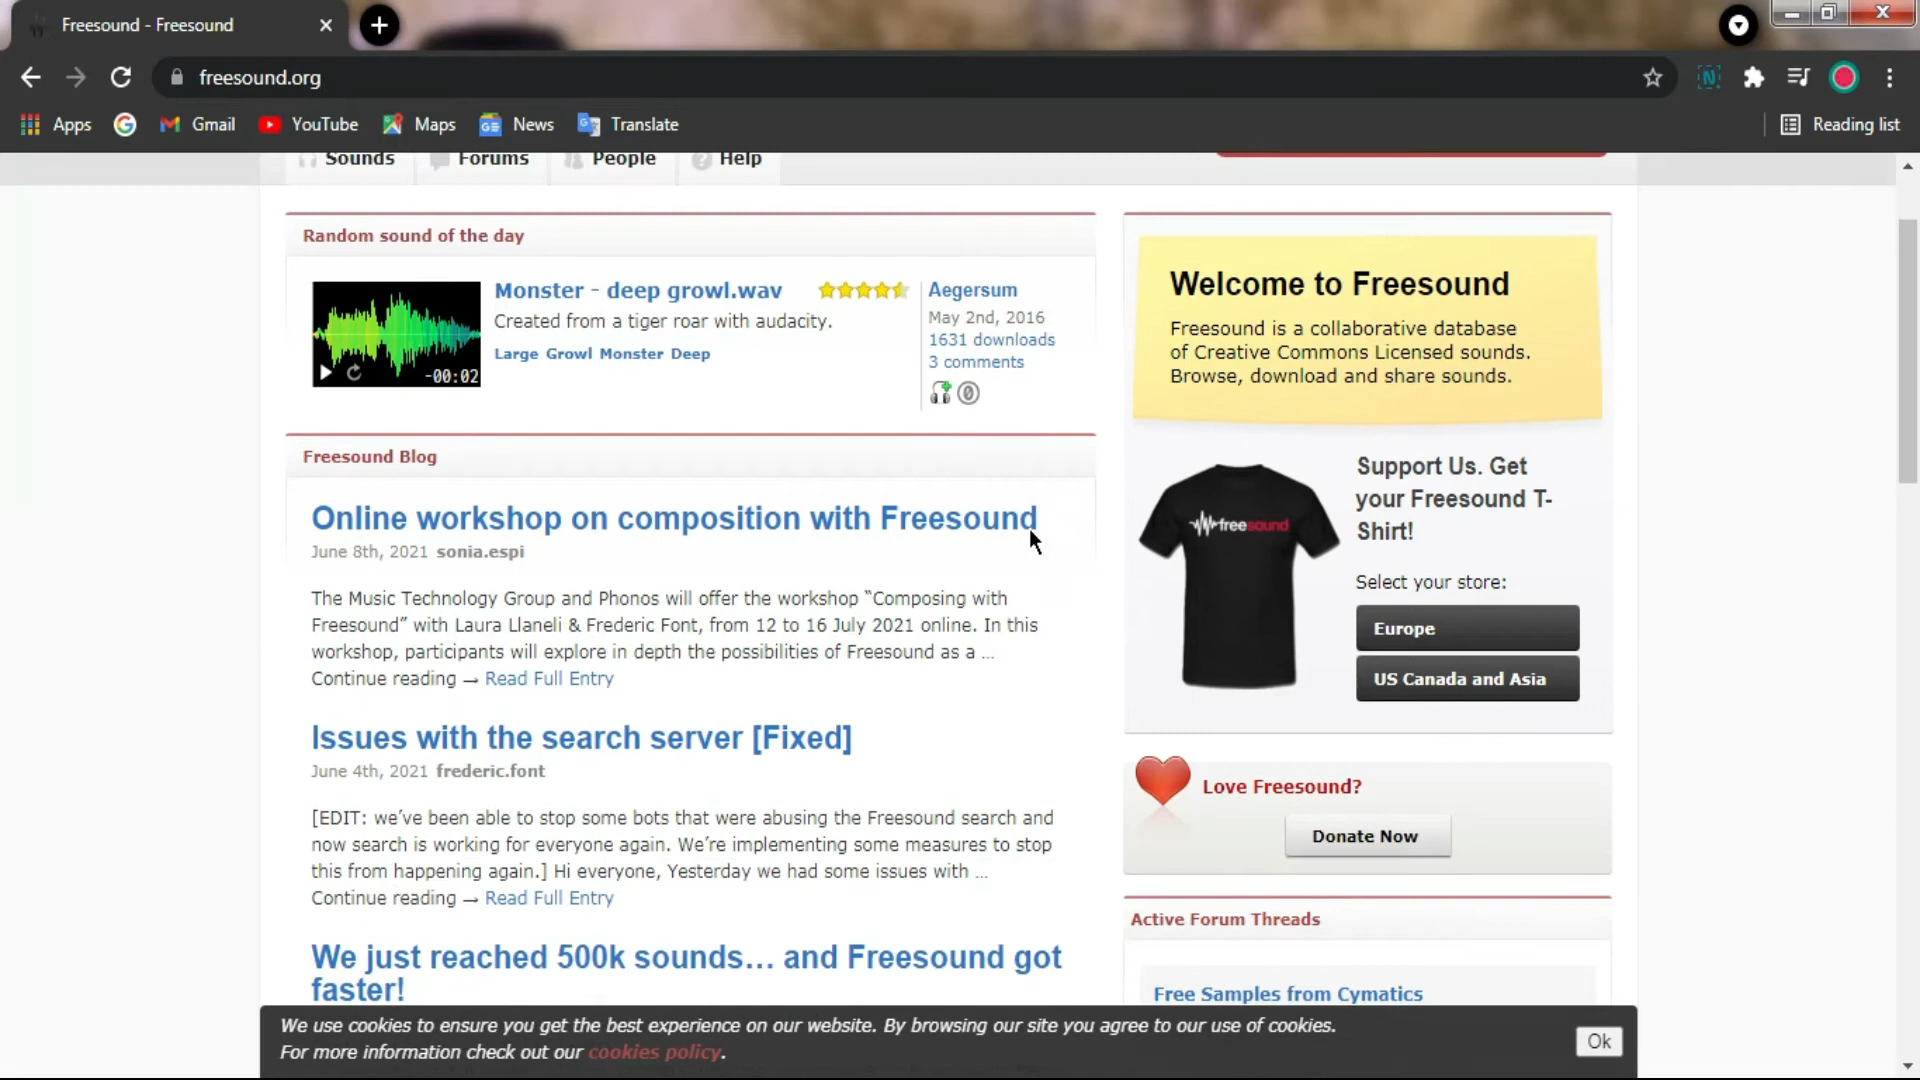 Freesound - Freesound
freesound.org
Apps
Gmail
YouTube
Maps
News
Translate
Reading list
Sounds
Forums
People
Help
Random sound of the day
Monster - deep growl.wav
Created from a tiger roar with audacity.
Large Growl Monster Deep
-00:02
Aegersum
May 2nd, 2016
1631 downloads
3 comments
Freesound Blog
Online workshop on composition with Freesound
June 8th, 2021 sonia.espi
The Music Technology Group and Phonos will offer the workshop “Composing with
Freesound” with Laura Llaneli & Frederic Font, from 12 to 16 July 2021 online. In this
workshop, participants will explore in depth the possibilities of Freesound as a ...
Continue reading → Read Full Entry
Issues with the search server [Fixed]
June 4th, 2021 frederic.font
[EDIT: we’ve been able to stop some bots that were abusing the Freesound search and
now search is working for everyone again. We’re implementing some measures to stop
this from happening again.] Hi everyone, Yesterday we had some issues with ...
Continue reading → Read Full Entry
We just reached 500k sounds... and Freesound got
faster!
Welcome to Freesound
Freesound is a collaborative database
of Creative Commons Licensed sounds.
Browse, download and share sounds.
freesound
Support Us. Get
your Freesound T-
Shirt!
Select your store:
Europe
US Canada and Asia
Love Freesound?
Donate Now
Active Forum Threads
Free Samples from Cymatics
We use cookies to ensure you get the best experience on our website. By browsing our site you agree to our use of cookies.
For more information check out our cookies policy.
Ok